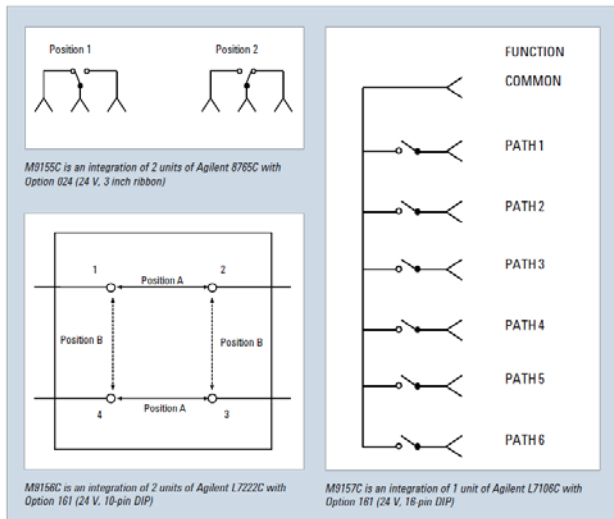 Position 1
Position 2
M9155C is an integration of 2 units of Agilent 8765C with
Option 024 (24 V, 3 inch ribbon)
1
2
Position A
Position B
Position B
Position A
4
3
M9156C is an integration of 2 units of Agilent L7222C with
Option 161 (24 V, 10-pin DIP)
FUNCTION
COMMON
PATH 1
PATH 2
PATH 3
PATH 4
PATH 5
PATH 6
M9157C is an integration of 1 unit of Agilent L7106C with
Option 161 (24 V, 16-pin DIP)